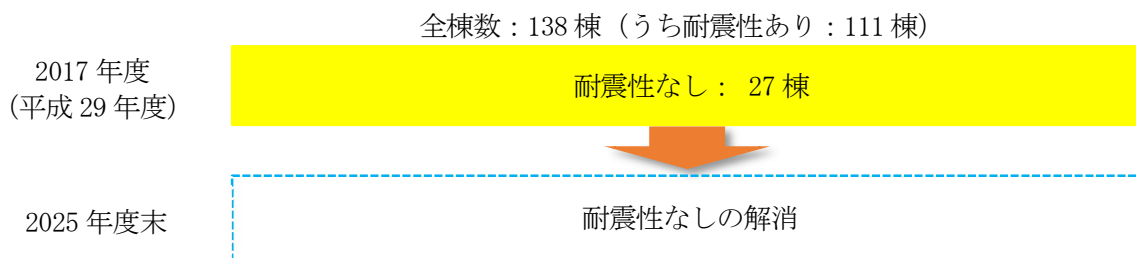 全棟数：138 棟（うち耐震性あり：111 棟）
2017 年度
（平成 29 年度）
耐震性なし： 27 棟
2025 年度末
耐震性なしの解消